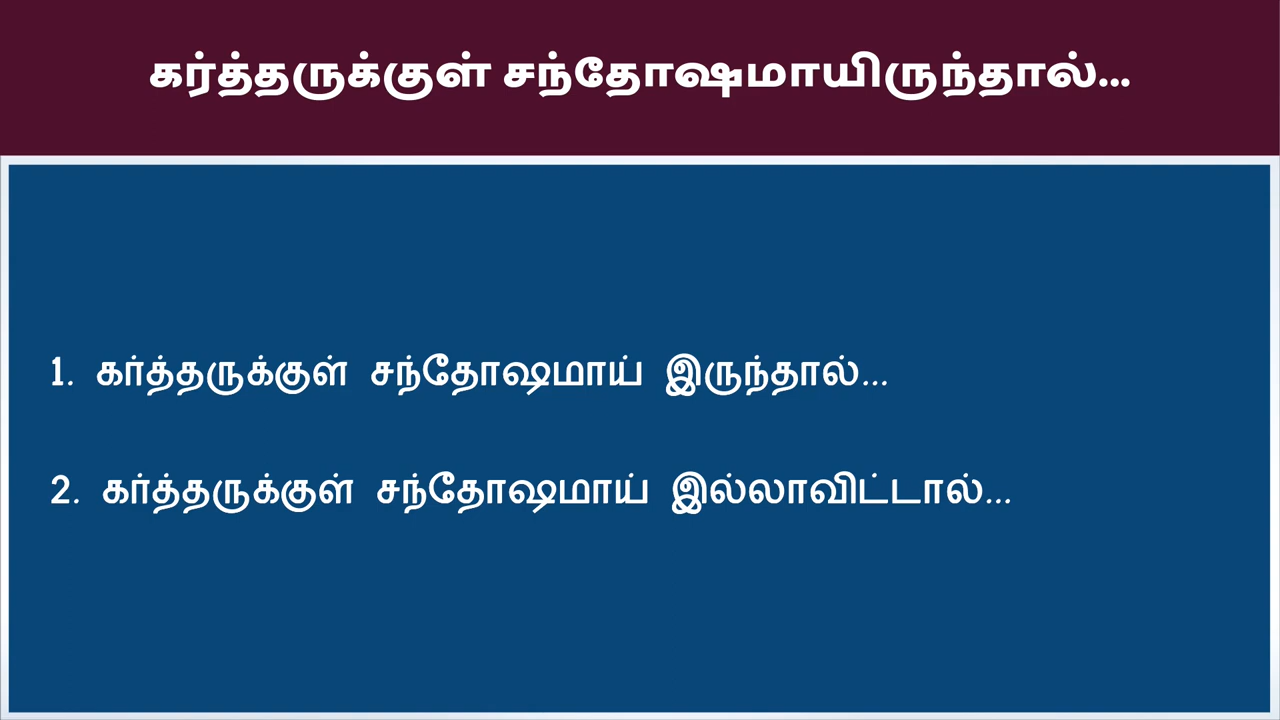 கர்த்தருக்குள் சந்தோஷமாயிருந்தால்...
1. கர்த்தருக்குள் சந்தோஷமாய் இருந்தால்...
2. கர்த்தருக்குள் சந்தோஷமாய் இல்லாவிட்டால்...